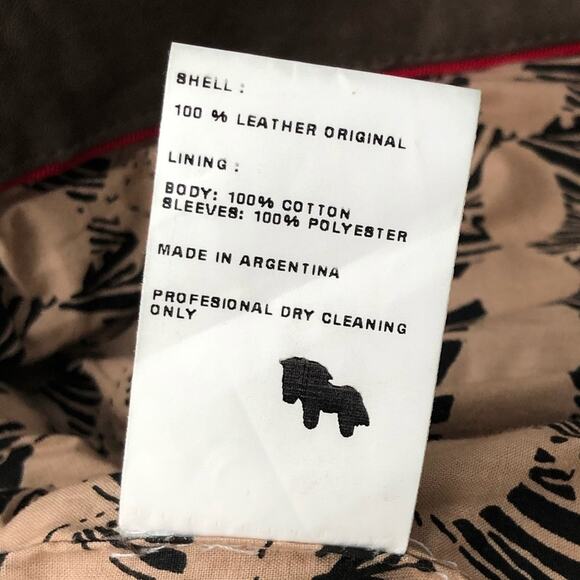 SHELL :
100 % LEATHER ORIGINAL
LINING :
BODY: 100% COTTON
SLEEVES: 100% POLYESTER
MADE IN ARGENTINA
PROFESIONAL DRY CLEANING
ONLY